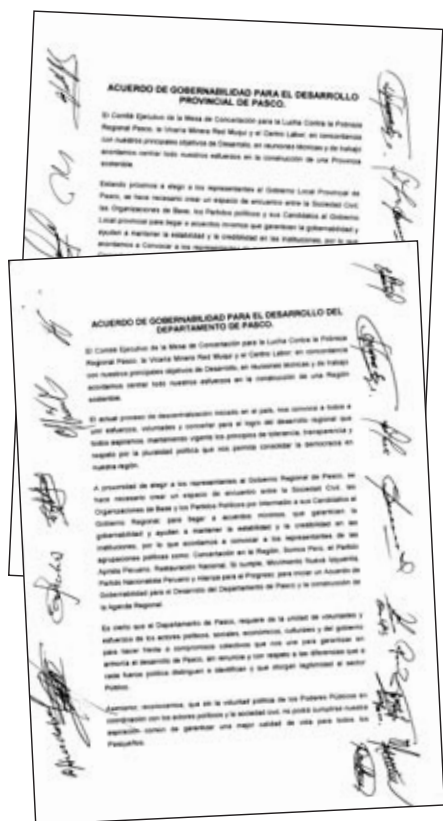 ACUERDO DE GOBERNABILIDAD PARA EL DESARROLLO
PROVINCIAL DE PASCO.
El Comité Ejecutivo de la Mesa de Concertación para la Lucha Contra la Pobreza
Regional Pasco, la Vicaría Minera Red Muqui y el Centro Labor; en concordancia
con nuestros principales objetivos de Desarrollo, en reuniones técnicas y de trabajo
acordamos centrar todo nuestros esfuerzos en la construcción de una Provincia
sostenible.
Estando próximos a elegir a los representantes al Gobierno Local Provincial de
Pasco, se hace necesario crear un espacio de encuentro entre la Sociedad Civil,
las Organizaciones de Base, los Partidos políticos y sus Candidatos al Gobierno
Local provincial para llegar a acuerdos mínimos que garanticen la gobernabilidad y
ayuden a mantener la estabilidad y la credibilidad en las instituciones, por lo que
acordamos a Convocar a los representantes
ACUERDO DE GOBERNABILIDAD PARA EL DESARROLLO DEL
DEPARTAMENTO DE PASCO.
El Comité Ejecutivo de la Mesa de Concertación para la Lucha Contra la Pobreza
Regional Pasco, la Vicaría Minera Red Muqui y el Centro Labor; en concordancia
con nuestros principales objetivos de Desarrollo, en reuniones técnicas y de trabajo
acordamos centrar todo nuestros esfuerzos en la construcción de una Región
sostenible.
El actual proceso de descentralización iniciado en el país, nos convoca a todos a
unir esfuerzos, voluntades y concertar para el logro del desarrollo regional que
todos aspiramos, manteniendo vigente los principios de tolerancia, transparencia y
respeto por la pluralidad política que nos permita consolidar la democracia en
nuestra región.
A proximidad de elegir a los representantes al Gobierno Regional de Pasco, se
hace necesario crear un espacio de encuentro entre la Sociedad Civil, las
Organizaciones de Base y los Partidos Políticos por intermedio a sus Candidatos al
Gobierno Regional; para llegar a acuerdos mínimos, que garanticen la
gobernabilidad y ayuden a mantener la estabilidad y la credibilidad en las
instituciones, por lo que acordamos a convocar a los representantes de las
agrupaciones políticas como: Concertación en la Región, Somos Perú, el Partido
Aprista Peruano, Restauración Nacional, Movimiento Nueva Izquierda,
Partido Nacionalista Peruano y Alianza para el Progreso, para iniciar un Acuerdo de
Gobernabilidad para el Desarrollo del Departamento de Pasco y la construcción de
la Agenda Regional.
Es cierto que el Departamento de Pasco, requiere de la unidad de voluntades y
esfuerzos de los actores políticos, sociales, económicos, culturales y del gobierno
para hacer frente a compromisos colectivos que nos une para garantizar en
armonía el desarrollo de Pasco, sin renuncia y con respeto a las diferencias que a
cada fuerza política distinguen e identifican y que otorgan legitimidad al sector
Público.
Asimismo, reconocemos, que sin la voluntad política de los Poderes Públicos en
coordinación con los actores políticos y la sociedad civil, no podrá cumplirse nuestra
aspiración común de garantizar una mejor calidad de vida para todos los
Pasqueños.